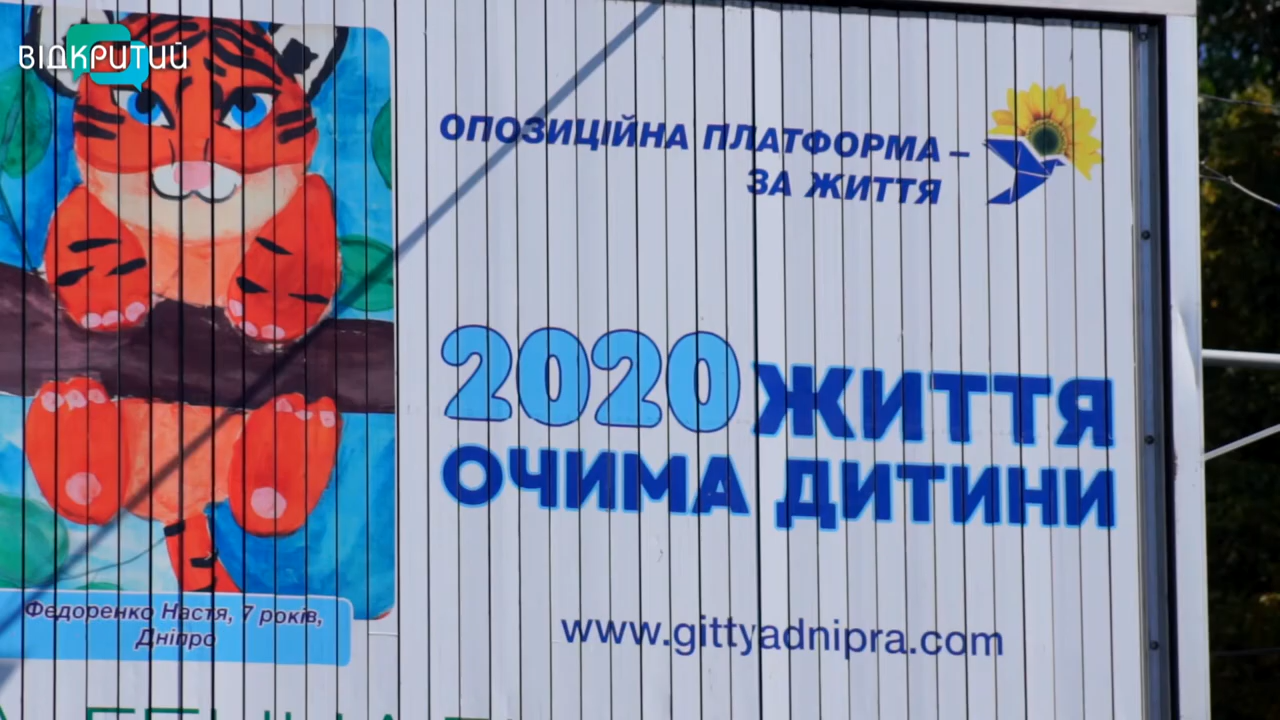 ВІДКРИТИЙ
ОПОЗИЦІЙНА ПЛАТФОРМА –
ЗА ЖИТТЯ
2020 ЖИТТЯ
ОЧИМА ДИТИНИ
Федоренко Настя, 7 років,
Дніпро
www.gittyadnipra.com